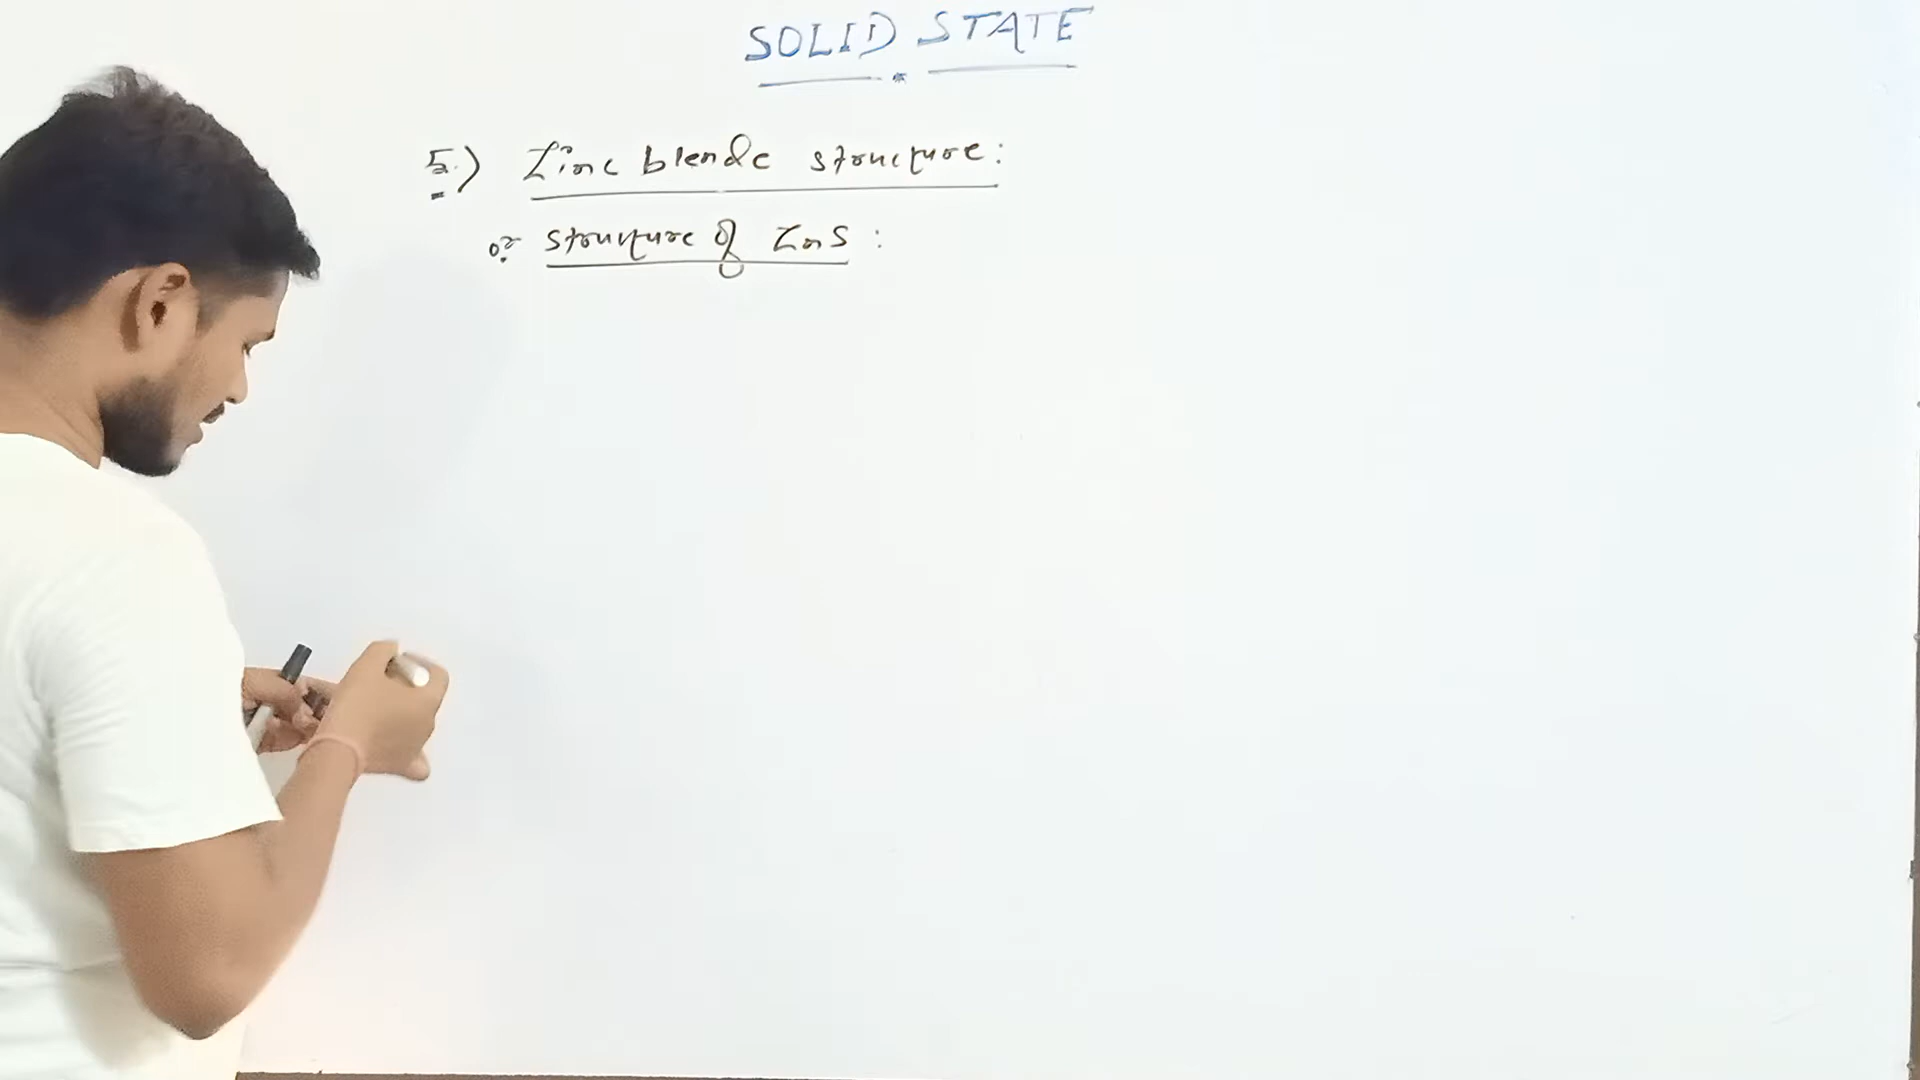 SOLID STATE
5.) Zinc blende structure:
or structure of ZnS :